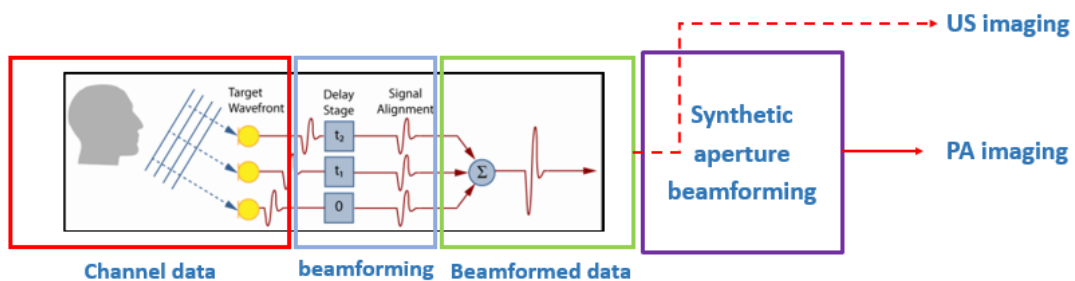 US imaging
Target
Wavefront
Delay
Stage
Signal
Alignment
t₂
t₁
0
Σ
Synthetic
aperture
beamforming
PA imaging
Channel data
beamforming
Beamformed data